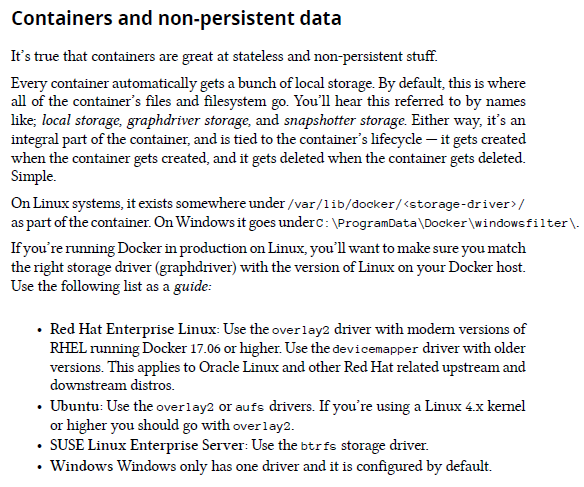 Containers and non-persistent data
It’s true that containers are great at stateless and non-persistent stuff.
Every container automatically gets a bunch of local storage. By default, this is where
all of the container’s files and filesystem go. You’ll hear this referred to by names
like; local storage, graphdriver storage, and snapshotter storage. Either way, it’s an
integral part of the container, and is tied to the container’s lifecycle — it gets created
when the container gets created, and it gets deleted when the container gets deleted.
Simple.
On Linux systems, it exists somewhere under /var/lib/docker/<storage-driver>/
as part of the container. On Windows it goes under C:\ProgramData\Docker\windowsfilter\.
If you’re running Docker in production on Linux, you’ll want to make sure you match
the right storage driver (graphdriver) with the version of Linux on your Docker host.
Use the following list as a guide:
• Red Hat Enterprise Linux: Use the overlay2 driver with modern versions of
RHEL running Docker 17.06 or higher. Use the devicemapper driver with older
versions. This applies to Oracle Linux and other Red Hat related upstream and
downstream distros.
• Ubuntu: Use the overlay2 or aufs drivers. If you’re using a Linux 4.x kernel
or higher you should go with overlay2.
• SUSE Linux Enterprise Server: Use the btrfs storage driver.
• Windows Windows only has one driver and it is configured by default.